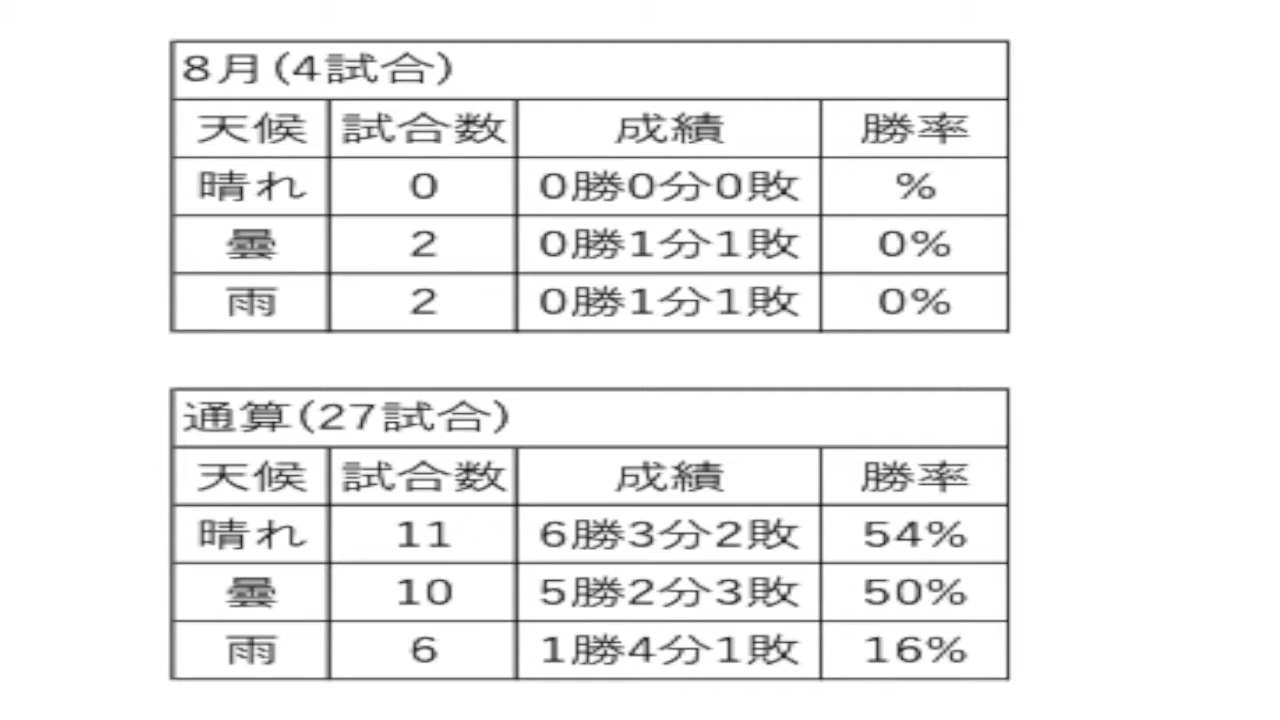 8月(4試合)
天候 試合数 成績 勝率
晴れ 0 0勝0分0敗 %
曇 2 0勝1分1敗 0%
雨 2 0勝1分1敗 0%
通算(27試合)
天候 試合数 成績 勝率
晴れ 11 6勝3分2敗 54%
曇 10 5勝2分3敗 50%
雨 6 1勝4分1敗 16%